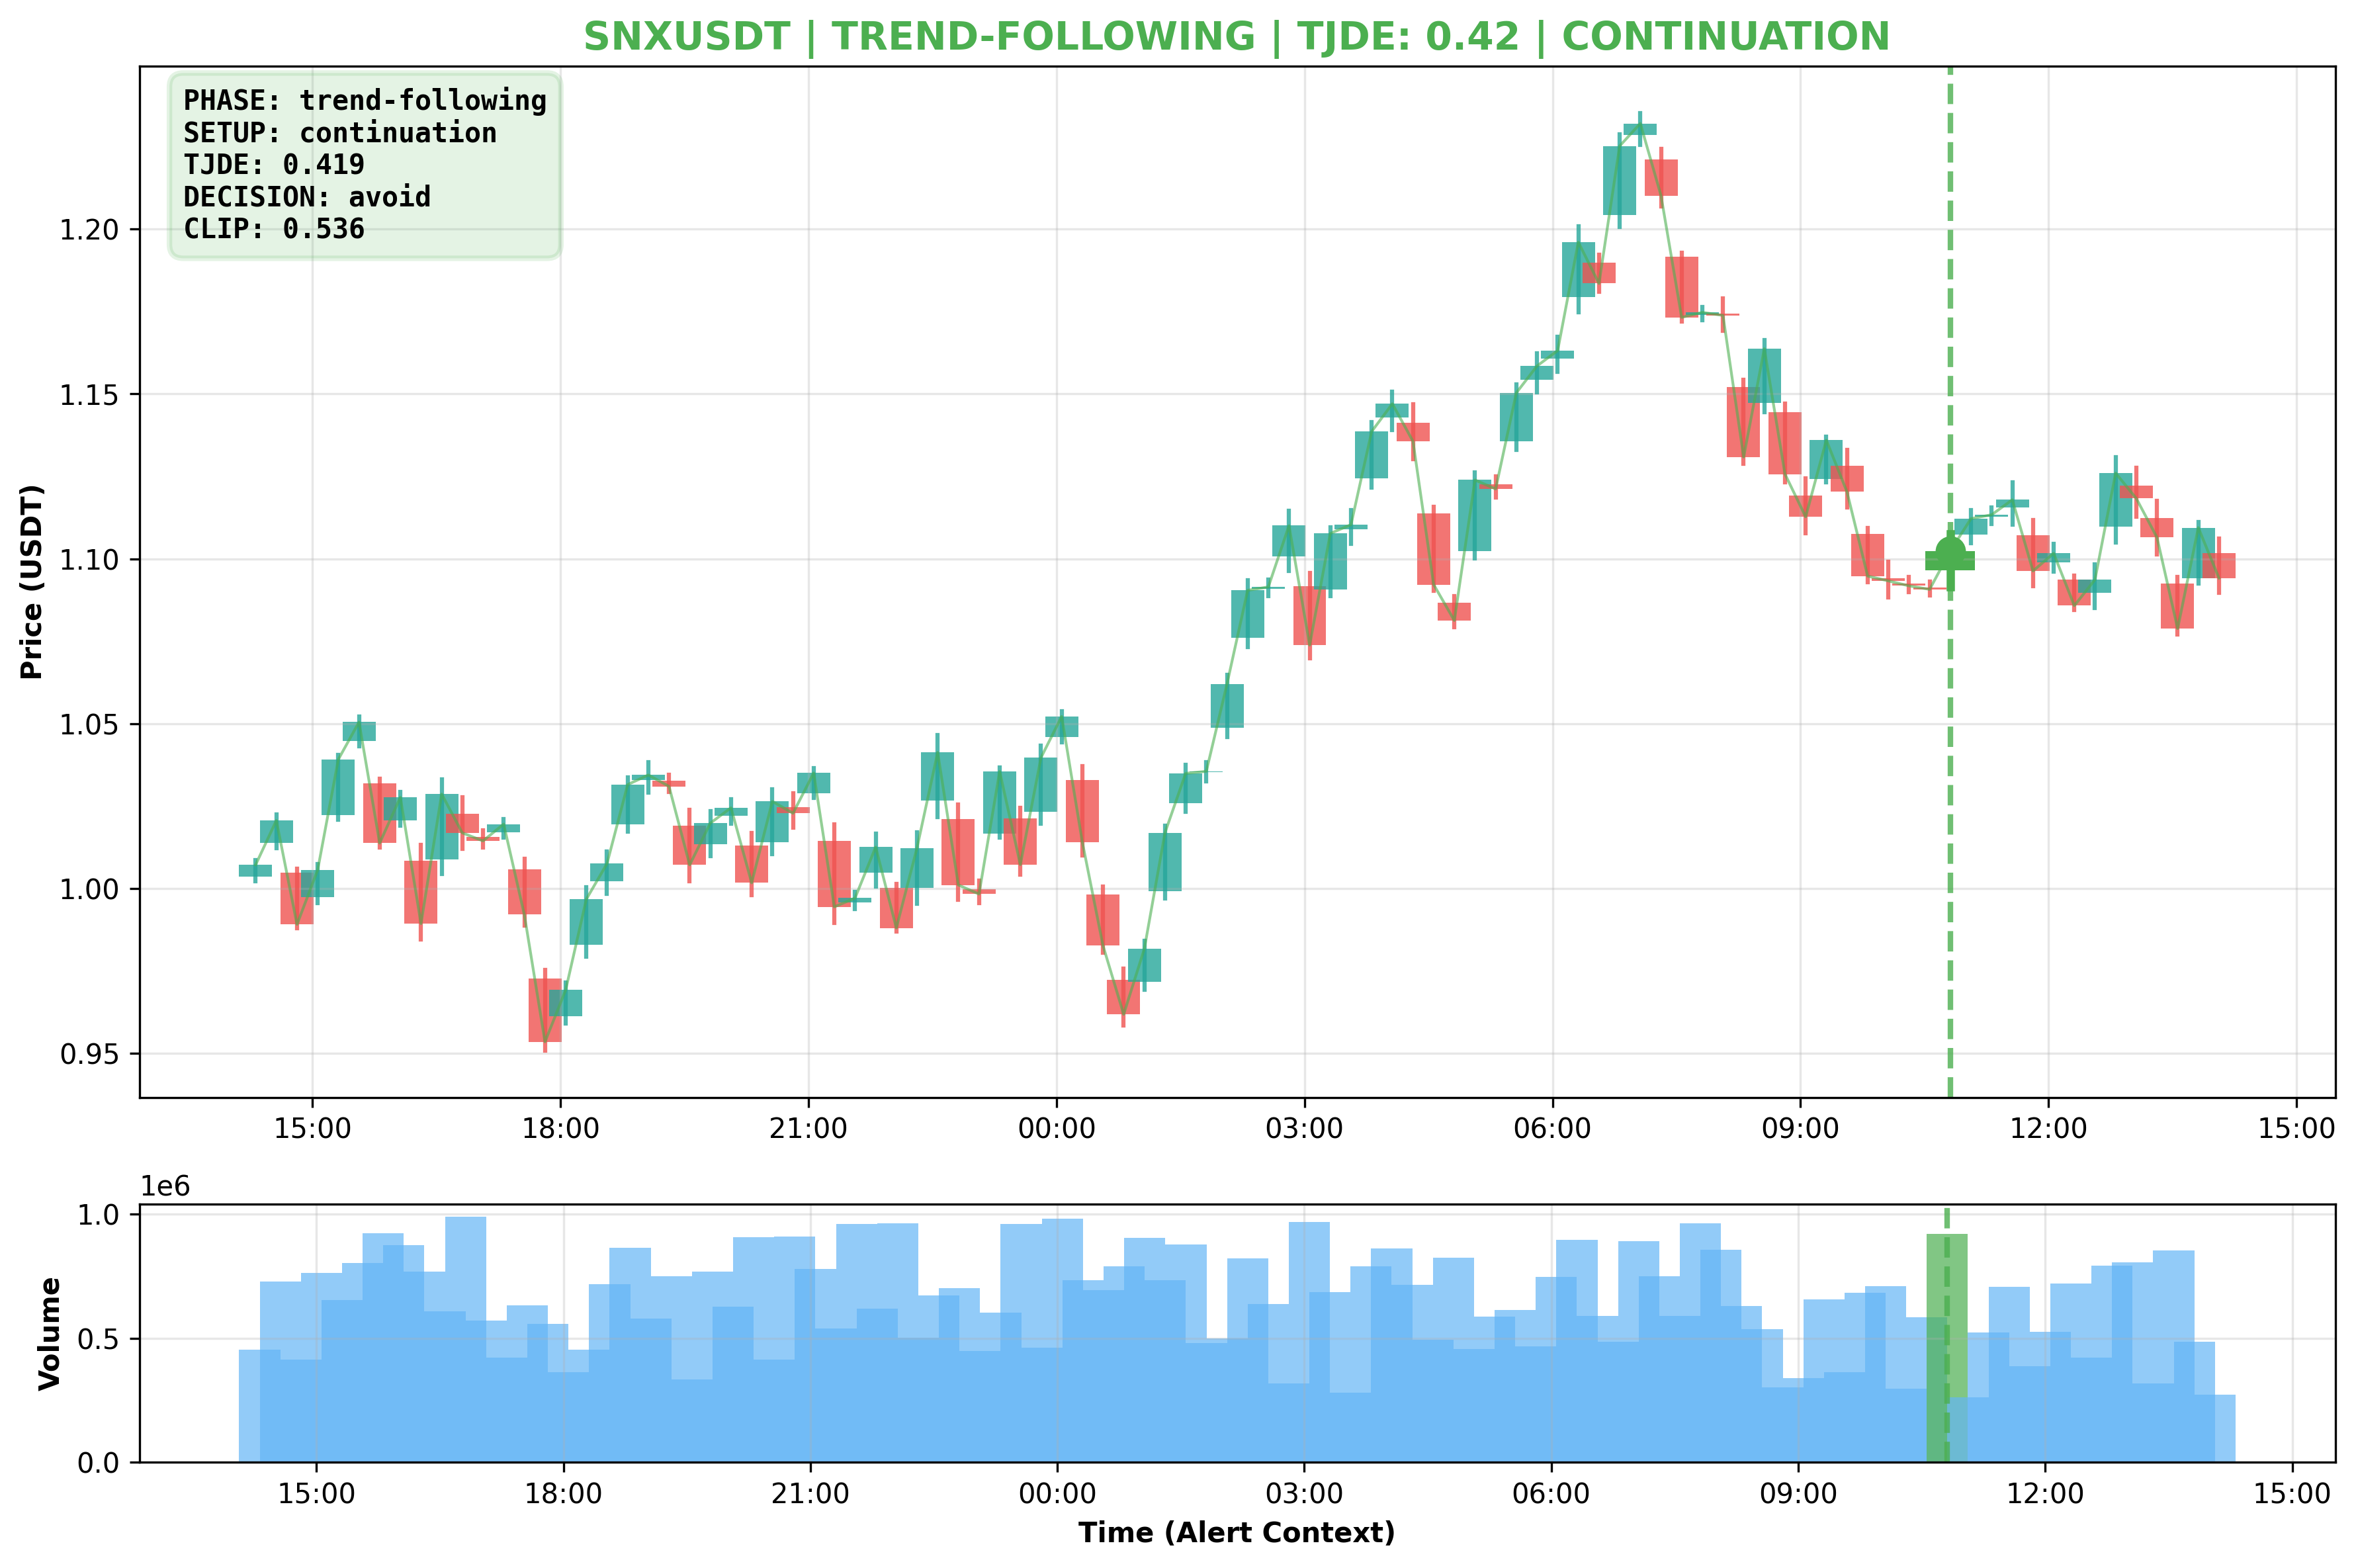 SNXUSDT | TREND-FOLLOWING | TJDE: 0.42 | CONTINUATION
PHASE: trend-following
SETUP: continuation
TJDE: 0.419
DECISION: avoid
CLIP: 0.536
Price (USDT)
1.20
1.15
1.10
1.05
1.00
0.95
15:00 18:00 21:00 00:00 03:00 06:00 09:00 12:00 15:00
1e6
Volume
1.0
0.5
0.0
15:00 18:00 21:00 00:00 03:00 06:00 09:00 12:00 15:00
Time (Alert Context)